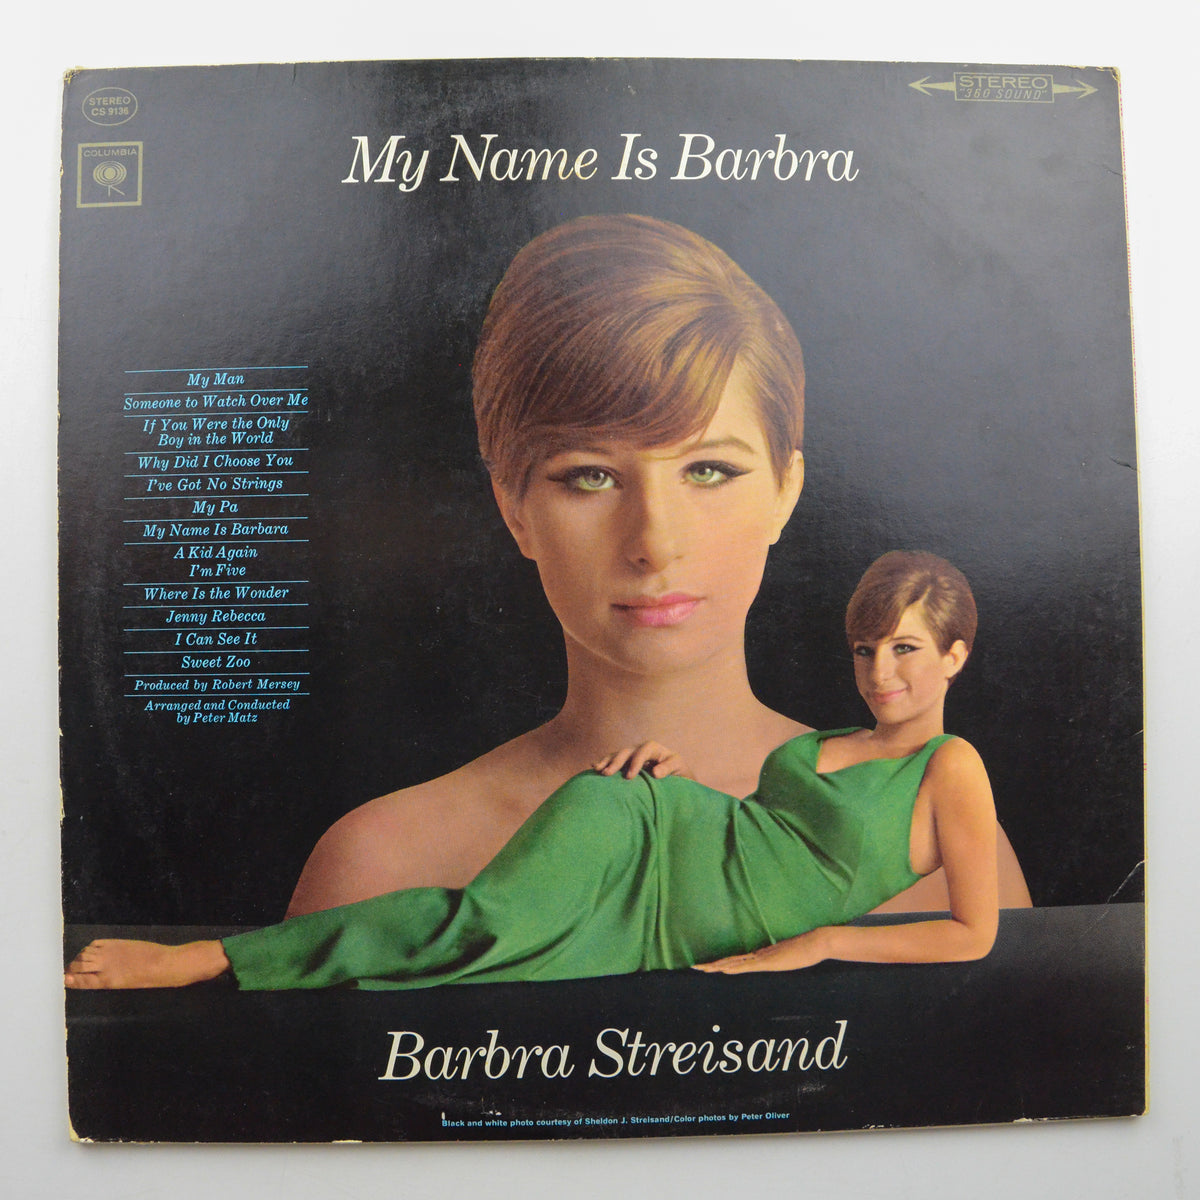 STEREO
CS 9136
COLUMBIA
STEREO
"360 SOUND"
My Name Is Barbra
My Man
Someone to Watch Over Me
If You Were the Only
Boy in the World
Why Did I Choose You
I've Got No Strings
My Pa
My Name Is Barbara
A Kid Again
I'm Five
Where Is the Wonder
Jenny Rebecca
I Can See It
Sweet Zoo
Produced by Robert Mersey
Arranged and Conducted
by Peter Matz
Barbra Streisand
Black and white photo courtesy of Sheldon J. Streisand/Color photos by Peter Oliver